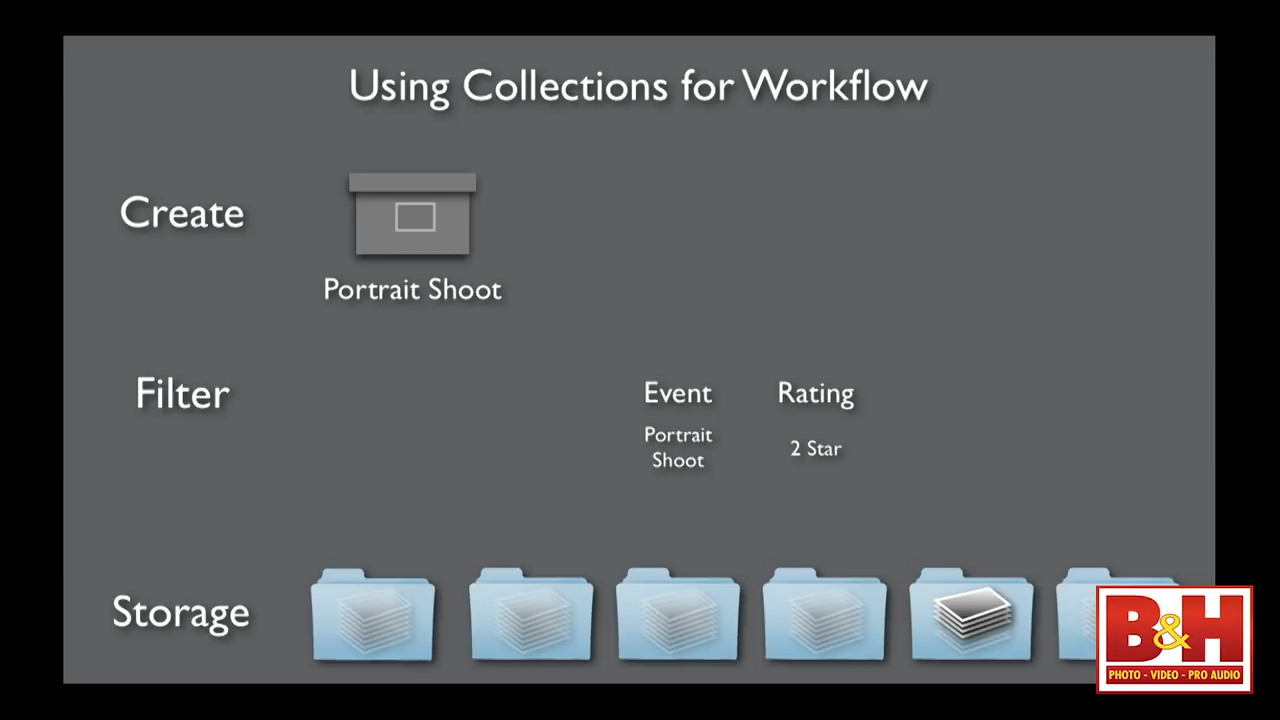 Using Collections for Workflow
Create
Portrait Shoot
Filter
Event
Rating
Portrait
Shoot
2 Star
Storage
B&H
PHOTO - VIDEO - PRO AUDIO